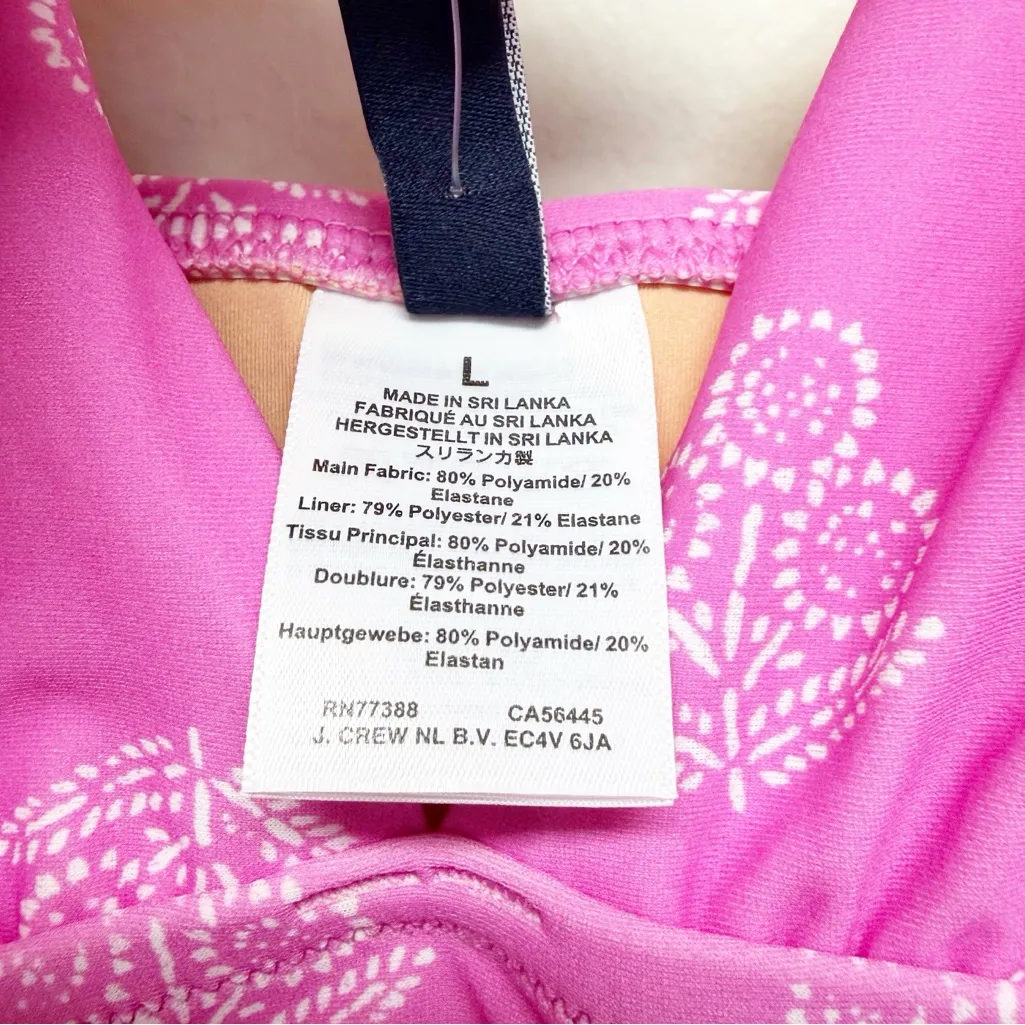 L
MADE IN SRI LANKA
FABRIQUÉ AU SRI LANKA
HERGESTELLT IN SRI LANKA
スリランカ製
Main Fabric: 80% Polyamide/ 20%
Elastane
Liner: 79% Polyester/ 21% Elastane
Tissu Principal: 80% Polyamide/ 20%
Élasthanne
Doublure: 79% Polyester/ 21%
Élasthanne
Hauptgewebe: 80% Polyamide/ 20%
Elastan
RN77388 CA56445
J. CREW NL B.V. EC4V 6JA